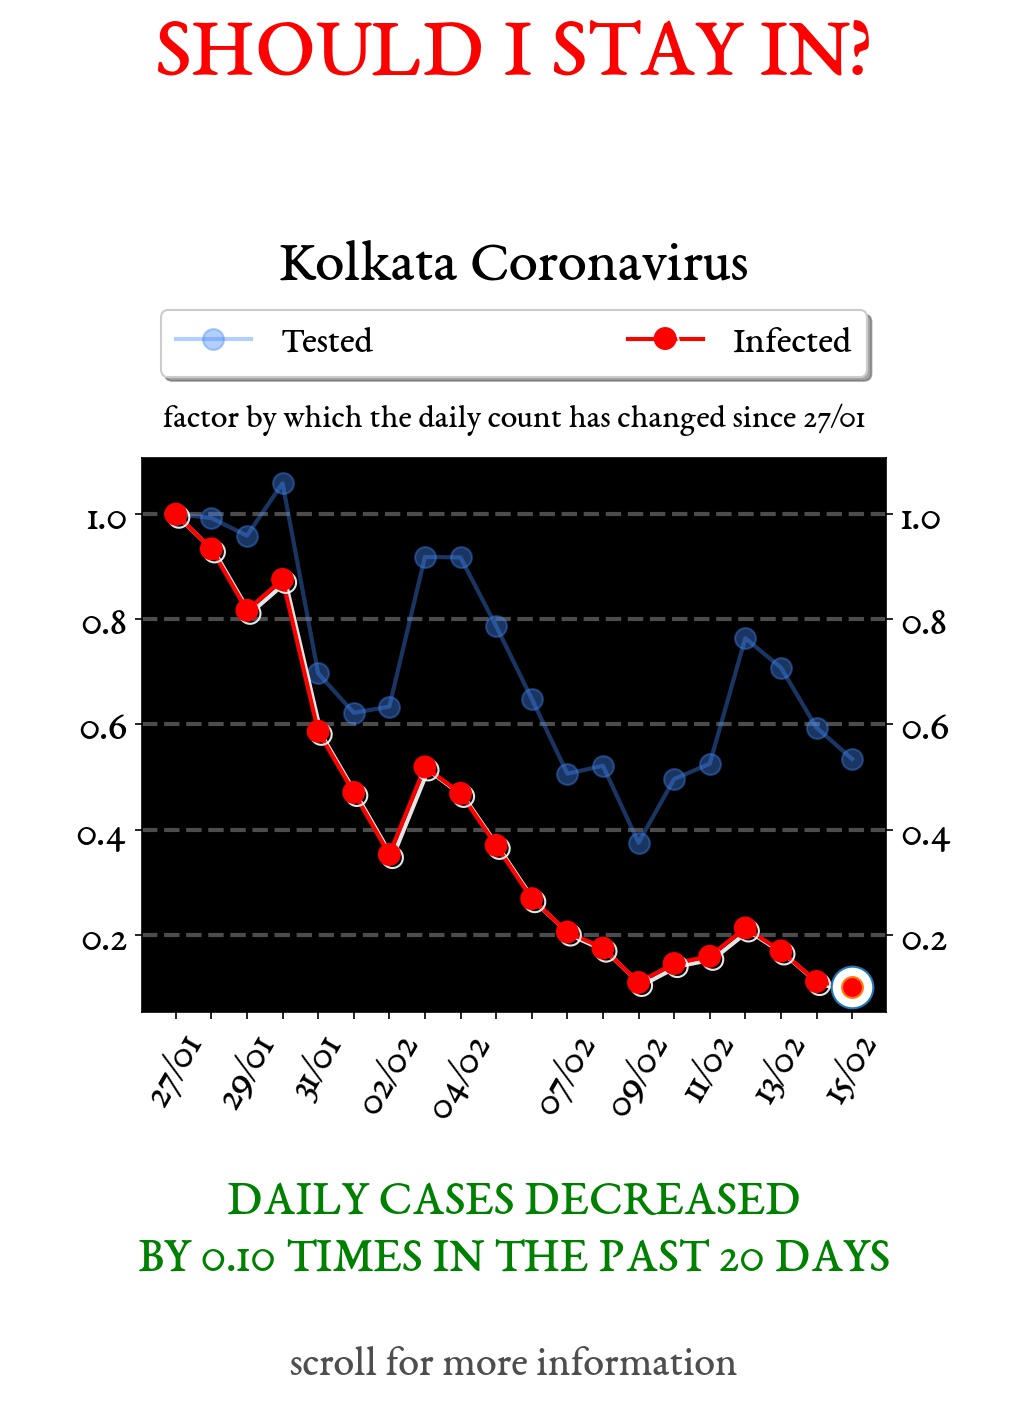 SHOULD I STAY IN?
Kolkata Coronavirus
Tested Infected
factor by which the daily count has changed since 27/01
1.0 1.0
0.8 0.8
0.6 0.6
0.4 0.4
0.2 0.2
27/01 29/01 31/01 02/02 04/02 07/02 09/02 11/02 13/02 15/02
DAILY CASES DECREASED
BY 0.10 TIMES IN THE PAST 20 DAYS
scroll for more information